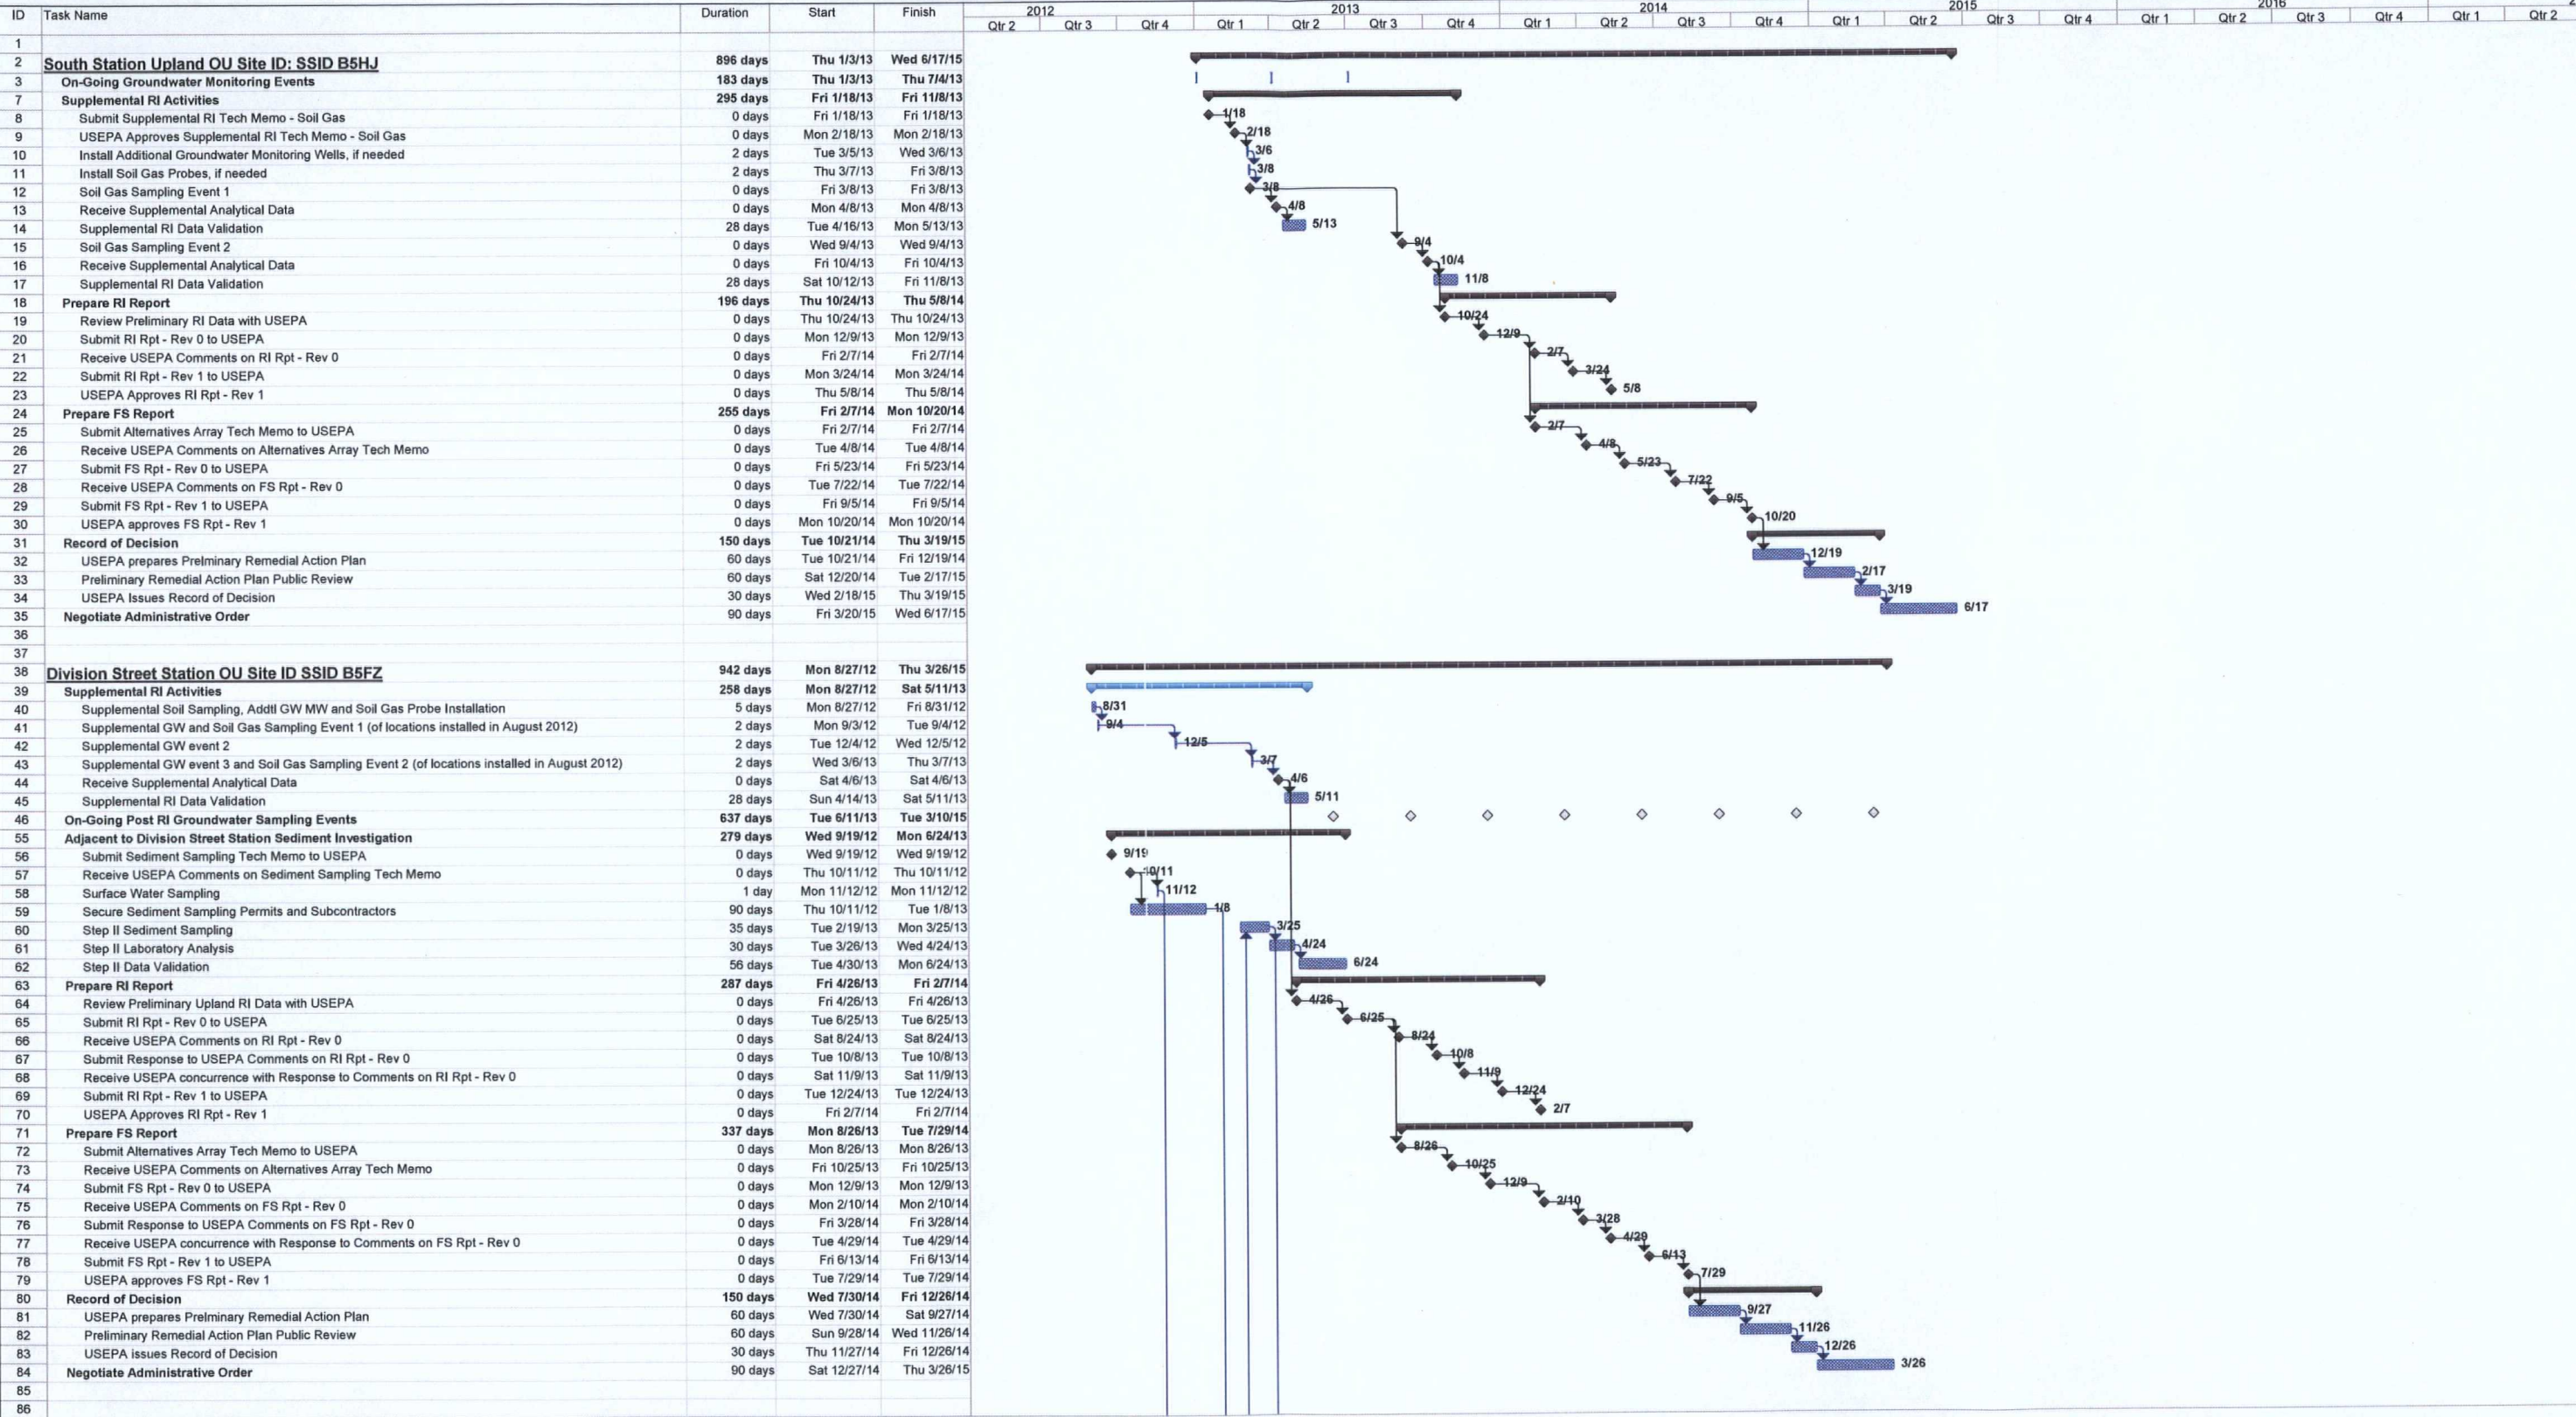 ID Task Name Duration Start Finish 2012 2013 2014 2015 2016
Qtr 2 Qtr 3 Qtr 4 Qtr 1 Qtr 2 Qtr 3 Qtr 4 Qtr 1 Qtr 2 Qtr 3 Qtr 4 Qtr 1 Qtr 2 Qtr 3 Qtr 4 Qtr 1 Qtr 2 Qtr 3 Qtr 4 Qtr 1 Qtr 2
1
2 South Station Upland OU Site ID: SSID B5HJ 896 days Thu 1/3/13 Wed 6/17/15
3 On-Going Groundwater Monitoring Events 183 days Thu 1/3/13 Thu 7/4/13
7 Supplemental RI Activities 295 days Fri 1/18/13 Fri 11/8/13
8 Submit Supplemental RI Tech Memo - Soil Gas 0 days Fri 1/18/13 Fri 1/18/13 1/18
9 USEPA Approves Supplemental RI Tech Memo - Soil Gas 0 days Mon 2/18/13 Mon 2/18/13 2/18
10 Install Additional Groundwater Monitoring Wells, if needed 2 days Tue 3/5/13 Wed 3/6/13 3/6
11 Install Soil Gas Probes, if needed 2 days Thu 3/7/13 Fri 3/8/13 3/8
12 Soil Gas Sampling Event 1 0 days Fri 3/8/13 Fri 3/8/13 3/8
13 Receive Supplemental Analytical Data 0 days Mon 4/8/13 Mon 4/8/13 4/8
14 Supplemental RI Data Validation 28 days Tue 4/16/13 Mon 5/13/13 5/13
15 Soil Gas Sampling Event 2 0 days Wed 9/4/13 Wed 9/4/13 9/4
16 Receive Supplemental Analytical Data 0 days Fri 10/4/13 Fri 10/4/13 10/4
17 Supplemental RI Data Validation 28 days Sat 10/12/13 Fri 11/8/13 11/8
18 Prepare RI Report 196 days Thu 10/24/13 Thu 5/8/14
19 Review Preliminary RI Data with USEPA 0 days Thu 10/24/13 Thu 10/24/13 10/24
20 Submit RI Rpt - Rev 0 to USEPA 0 days Mon 12/9/13 Mon 12/9/13 12/9
21 Receive USEPA Comments on RI Rpt - Rev 0 0 days Fri 2/7/14 Fri 2/7/14 2/7
22 Submit RI Rpt - Rev 1 to USEPA 0 days Mon 3/24/14 Mon 3/24/14 3/24
23 USEPA Approves RI Rpt - Rev 1 0 days Thu 5/8/14 Thu 5/8/14 5/8
24 Prepare FS Report 255 days Fri 2/7/14 Mon 10/20/14
25 Submit Alternatives Array Tech Memo to USEPA 0 days Fri 2/7/14 Fri 2/7/14 2/7
26 Receive USEPA Comments on Alternatives Array Tech Memo 0 days Tue 4/8/14 Tue 4/8/14 4/8
27 Submit FS Rpt - Rev 0 to USEPA 0 days Fri 5/23/14 Fri 5/23/14 5/23
28 Receive USEPA Comments on FS Rpt - Rev 0 0 days Tue 7/22/14 Tue 7/22/14 7/22
29 Submit FS Rpt - Rev 1 to USEPA 0 days Fri 9/5/14 Fri 9/5/14 9/5
30 USEPA approves FS Rpt - Rev 1 0 days Mon 10/20/14 Mon 10/20/14 10/20
31 Record of Decision 150 days Tue 10/21/14 Thu 3/19/15
32 USEPA prepares Prelminary Remedial Action Plan 60 days Tue 10/21/14 Fri 12/19/14 12/19
33 Preliminary Remedial Action Plan Public Review 60 days Sat 12/20/14 Tue 2/17/15 2/17
34 USEPA Issues Record of Decision 30 days Wed 2/18/15 Thu 3/19/15 3/19
35 Negotiate Administrative Order 90 days Fri 3/20/15 Wed 6/17/15 6/17
36
37
38 Division Street Station OU Site ID SSID B5FZ 942 days Mon 8/27/12 Thu 3/26/15
39 Supplemental RI Activities 258 days Mon 8/27/12 Sat 5/11/13
40 Supplemental Soil Sampling, Addtl GW MW and Soil Gas Probe Installation 5 days Mon 8/27/12 Fri 8/31/12 8/31
41 Supplemental GW and Soil Gas Sampling Event 1 (of locations installed in August 2012) 2 days Mon 9/3/12 Tue 9/4/12 9/4
42 Supplemental GW event 2 2 days Tue 12/4/12 Wed 12/5/12 12/5
43 Supplemental GW event 3 and Soil Gas Sampling Event 2 (of locations installed in August 2012) 2 days Wed 3/6/13 Thu 3/7/13 3/7
44 Receive Supplemental Analytical Data 0 days Sat 4/6/13 Sat 4/6/13 4/6
45 Supplemental RI Data Validation 28 days Sun 4/14/13 Sat 5/11/13 5/11
46 On-Going Post RI Groundwater Sampling Events 637 days Tue 6/11/13 Tue 3/10/15
55 Adjacent to Division Street Station Sediment Investigation 279 days Wed 9/19/12 Mon 6/24/13
56 Submit Sediment Sampling Tech Memo to USEPA 0 days Wed 9/19/12 Wed 9/19/12 9/19
57 Receive USEPA Comments on Sediment Sampling Tech Memo 0 days Thu 10/11/12 Thu 10/11/12 10/11
58 Surface Water Sampling 1 day Mon 11/12/12 Mon 11/12/12 11/12
59 Secure Sediment Sampling Permits and Subcontractors 90 days Thu 10/11/12 Tue 1/8/13 1/8
60 Step II Sediment Sampling 35 days Tue 2/19/13 Mon 3/25/13 3/25
61 Step II Laboratory Analysis 30 days Tue 3/26/13 Wed 4/24/13 4/24
62 Step II Data Validation 56 days Tue 4/30/13 Mon 6/24/13 6/24
63 Prepare RI Report 287 days Fri 4/26/13 Fri 2/7/14
64 Review Preliminary Upland RI Data with USEPA 0 days Fri 4/26/13 Fri 4/26/13 4/26
65 Submit RI Rpt - Rev 0 to USEPA 0 days Tue 6/25/13 Tue 6/25/13 6/25
66 Receive USEPA Comments on RI Rpt - Rev 0 0 days Sat 8/24/13 Sat 8/24/13 8/24
67 Submit Response to USEPA Comments on RI Rpt - Rev 0 0 days Tue 10/8/13 Tue 10/8/13 10/8
68 Receive USEPA concurrence with Response to Comments on RI Rpt - Rev 0 0 days Sat 11/9/13 Sat 11/9/13 11/9
69 Submit RI Rpt - Rev 1 to USEPA 0 days Tue 12/24/13 Tue 12/24/13 12/24
70 USEPA Approves RI Rpt - Rev 1 0 days Fri 2/7/14 Fri 2/7/14 2/7
71 Prepare FS Report 337 days Mon 8/26/13 Tue 7/29/14
72 Submit Alternatives Array Tech Memo to USEPA 0 days Mon 8/26/13 Mon 8/26/13 8/26
73 Receive USEPA Comments on Alternatives Array Tech Memo 0 days Fri 10/25/13 Fri 10/25/13 10/25
74 Submit FS Rpt - Rev 0 to USEPA 0 days Mon 12/9/13 Mon 12/9/13 12/9
75 Receive USEPA Comments on FS Rpt - Rev 0 0 days Mon 2/10/14 Mon 2/10/14 2/10
76 Submit Response to USEPA Comments on FS Rpt - Rev 0 0 days Fri 3/28/14 Fri 3/28/14 3/28
77 Receive USEPA concurrence with Response to Comments on FS Rpt - Rev 0 0 days Tue 4/29/14 Tue 4/29/14 4/29
78 Submit FS Rpt - Rev 1 to USEPA 0 days Fri 6/13/14 Fri 6/13/14 6/13
79 USEPA approves FS Rpt - Rev 1 0 days Tue 7/29/14 Tue 7/29/14 7/29
80 Record of Decision 150 days Wed 7/30/14 Fri 12/26/14
81 USEPA prepares Prelminary Remedial Action Plan 60 days Wed 7/30/14 Sat 9/27/14 9/27
82 Preliminary Remedial Action Plan Public Review 60 days Sun 9/28/14 Wed 11/26/14 11/26
83 USEPA issues Record of Decision 30 days Thu 11/27/14 Fri 12/26/14 12/26
84 Negotiate Administrative Order 90 days Sat 12/27/14 Thu 3/26/15 3/26
85
86